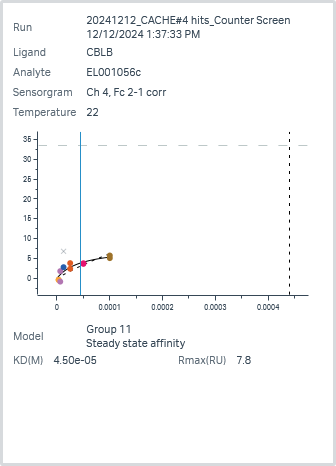 Run 20241212_CACHE#4 hits_Counter Screen
12/12/2024 1:37:33 PM
Ligand CBLB
Analyte EL001056c
Sensorgram Ch 4, Fc 2-1 corr
Temperature 22
35
30
25
20
15
10
5
0
0 0.0001 0.0002 0.0003 0.0004
Model Group 11
Steady state affinity
KD(M) 4.50e-05 Rmax(RU) 7.8